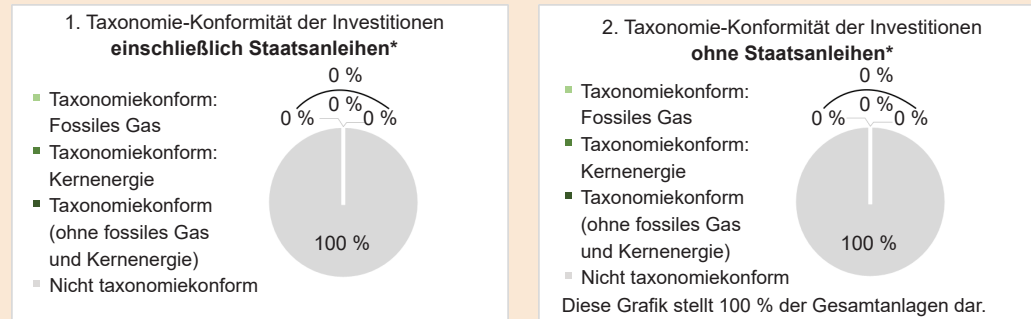 1. Taxonomie-Konformität der Investitionen
einschließlich Staatsanleihen*
0 %
0 %
0 %
0 %
Taxonomiekonform:
Fossiles Gas
Taxonomiekonform:
Kernenergie
Taxonomiekonform
(ohne fossiles Gas
und Kernenergie)
Nicht taxonomiekonform
100 %
2. Taxonomie-Konformität der Investitionen
ohne Staatsanleihen*
0 %
0 %
0 %
0 %
Taxonomiekonform:
Fossiles Gas
Taxonomiekonform:
Kernenergie
Taxonomiekonform
(ohne fossiles Gas
und Kernenergie)
Nicht taxonomiekonform
100 %
Diese Grafik stellt 100 % der Gesamtanlagen dar.